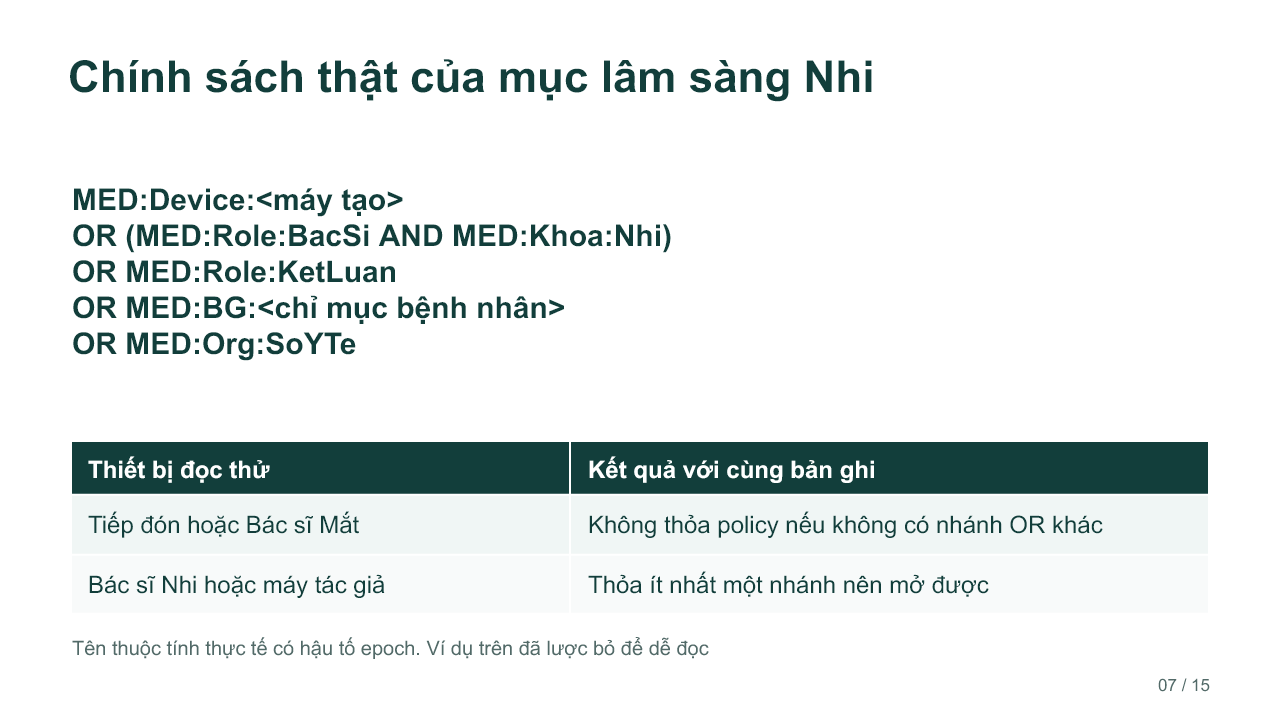 Chính sách thật của mục lâm sàng Nhi
MED:Device:<máy tạo>
OR (MED:Role:BacSi AND MED:Khoa:Nhi)
OR MED:Role:KetLuan
OR MED:BG:<chỉ mục bệnh nhân>
OR MED:Org:SoYTe
Thiết bị đọc thử
Kết quả với cùng bản ghi
Tiếp đón hoặc Bác sĩ Mắt
Không thỏa policy nếu không có nhánh OR khác
Bác sĩ Nhi hoặc máy tác giả
Thỏa ít nhất một nhánh nên mở được
Tên thuộc tính thực tế có hậu tố epoch. Ví dụ trên đã lược bỏ để dễ đọc
07 / 15